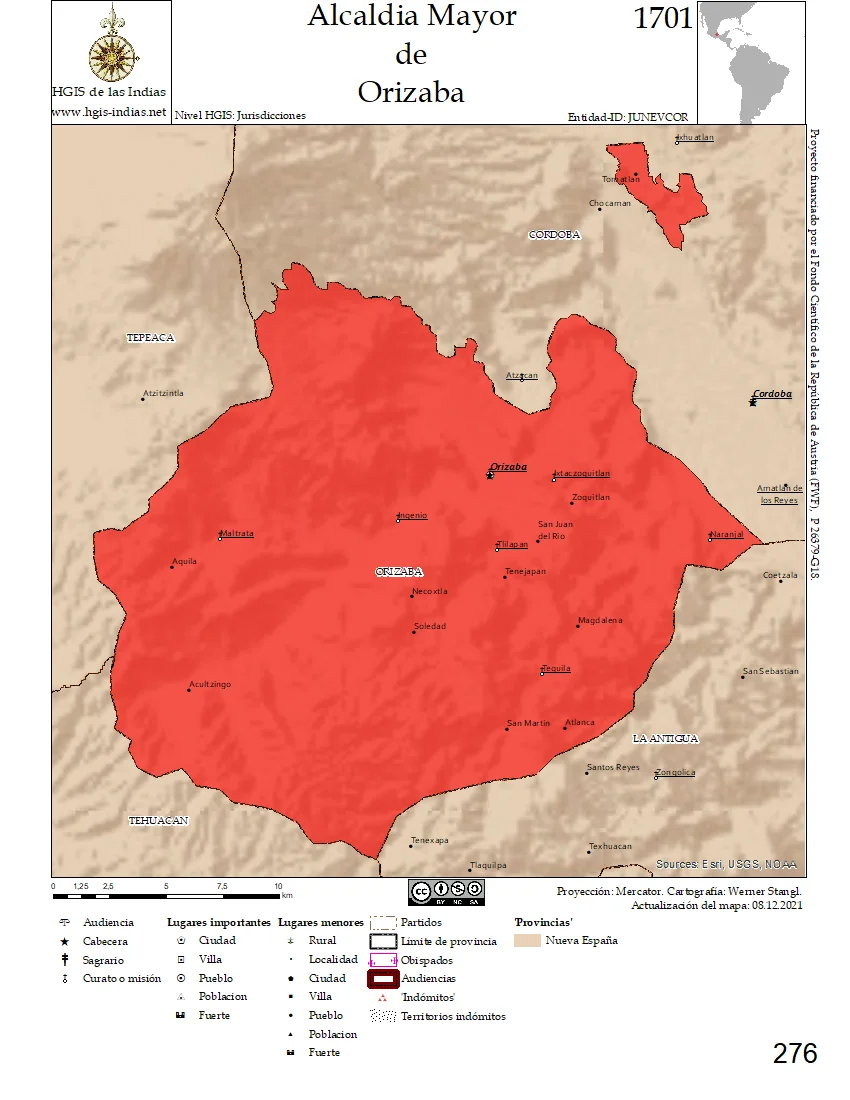 Alcaldia Mayor
de
Orizaba
1701
HGIS de las Indias
www.hgis-indias.net
Nivel HGIS: Jurisdicciones
Entidad-ID: JUNEVCOR
Proyecto financiado por el Fondo Científico de la República de Austria (FWF), P 26379-G18
Ixhuatlan
Tomatlan
Chocaman
CORDOBA
TEPEACA
Atzitzintla
Atzacan
Cordoba
Orizaba
Ixtaczoquitlan
Amatlan de
los Reyes
Zoquitlan
Ingenio
San Juan
del Rio
Maltrata
Tlilapan
Naranjal
Aquila
ORIZABA
Tenejapan
Coetzala
Necoxtla
Soledad
Magdalena
Tequila
San Sebastian
Acultzingo
San Martin
Atlanca
LA ANTIGUA
Santos Reyes
Zongolica
TEHUACAN
Tenexapa
Texhuacan
Tlaquilpa
Sources: Esri, USGS, NOAA
0 1,25 2,5 5 7,5 10
km
CC
BY NC SA
Proyección: Mercator. Cartografía: Werner Stangl.
Actualización del mapa: 08.12.2021
Audiencia
Cabecera
Sagrario
Curato o misión
Lugares importantes
Ciudad
Villa
Pueblo
Poblacion
Fuerte
Lugares menores
Rural
Localidad
Ciudad
Villa
Pueblo
Poblacion
Fuerte
Partidos
Límite de provincia
Obispados
Audiencias
'Indómitos'
Territorios indómitos
'Provincias'
Nueva España
276